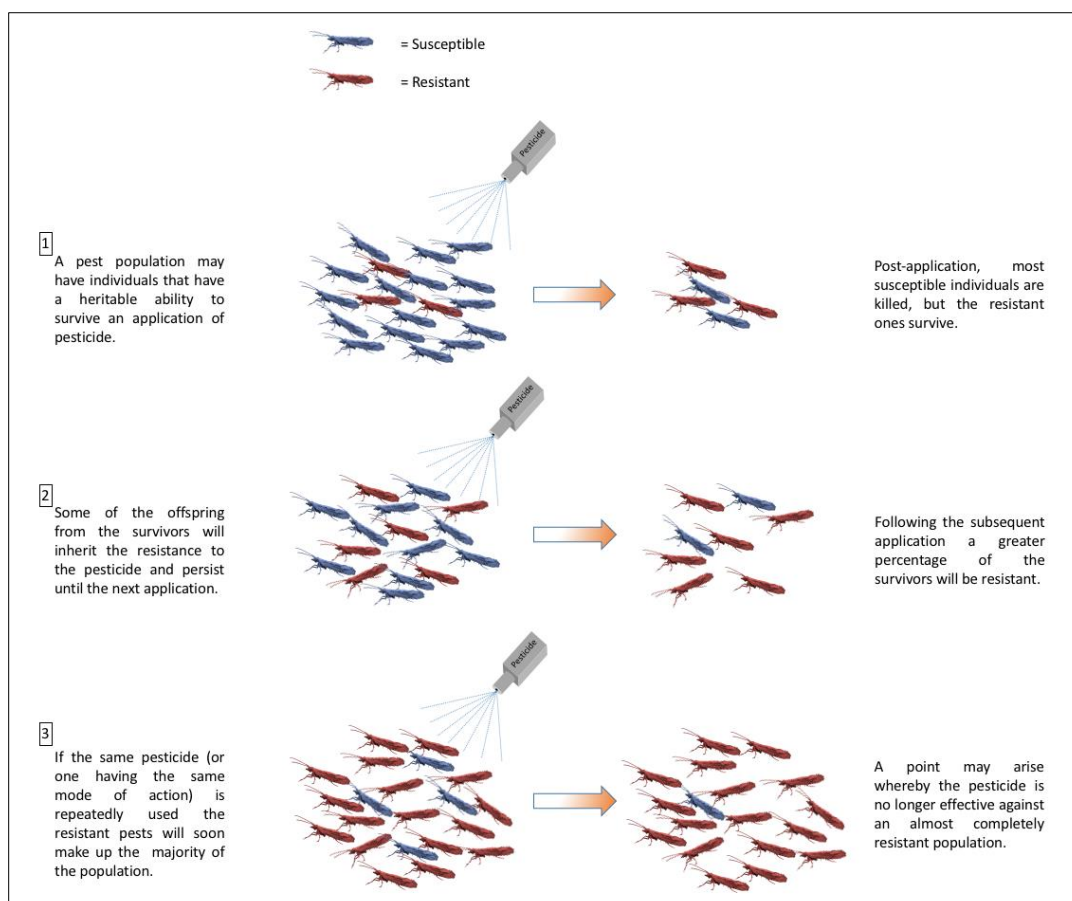 = Susceptible
= Resistant
Pesticide
1
A pest population may
have individuals that have
a heritable ability to
survive an application of
pesticide.
Post-application, most
susceptible individuals are
killed, but the resistant
ones survive.
Pesticide
2
Some of the offspring
from the survivors will
inherit the resistance to
the pesticide and persist
until the next application.
Following the subsequent
application a greater
percentage of the
survivors will be resistant.
Pesticide
3
If the same pesticide (or
one having the same
mode of action) is
repeatedly used the
resistant pests will soon
make up the majority of
the population.
A point may arise
whereby the pesticide is
no longer effective against
an almost completely
resistant population.